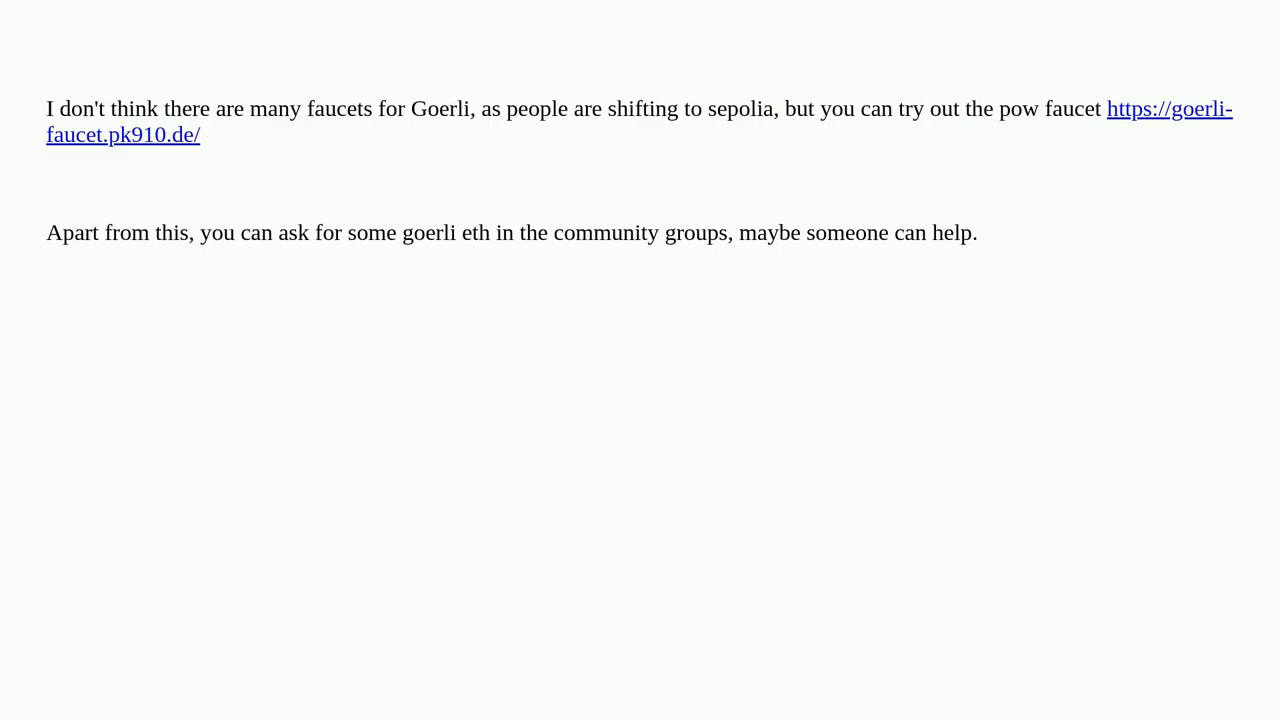 I don't think there are many faucets for Goerli, as people are shifting to sepolia, but you can try out the pow faucet https://goerli-
faucet.pk910.de/
Apart from this, you can ask for some goerli eth in the community groups, maybe someone can help.